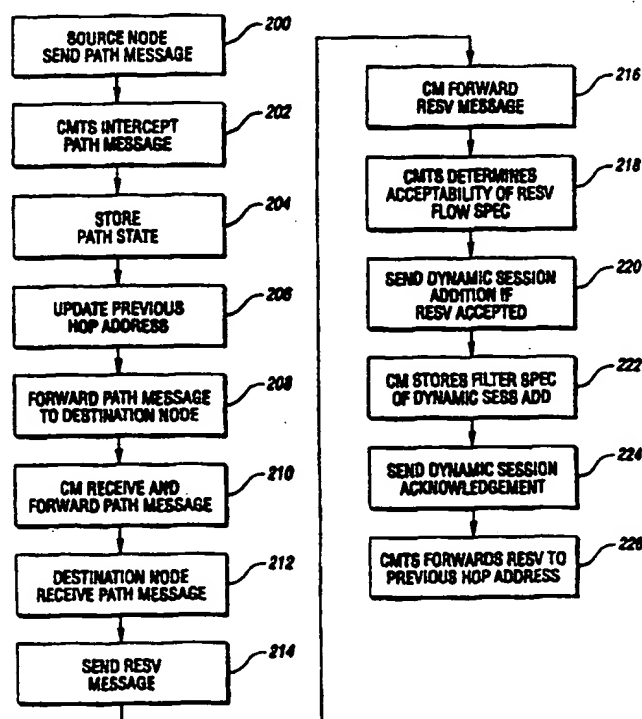 SOURCE NODE
SEND PATH MESSAGE
200
CMTS INTERCEPT
PATH MESSAGE
202
STORE
PATH STATE
204
UPDATE PREVIOUS
HOP ADDRESS
206
FORWARD PATH MESSAGE
TO DESTINATION NODE
208
CM RECEIVE AND
FORWARD PATH MESSAGE
210
DESTINATION NODE
RECEIVE PATH MESSAGE
212
SEND RESV
MESSAGE
214
CM FORWARD
RESV MESSAGE
216
CMTS DETERMINES
ACCEPTABILITY OF RESV
FLOW SPEC
218
SEND DYNAMIC SESSION
ADDITION IF
RESV ACCEPTED
220
CM STORES FILTER SPEC
OF DYNAMIC SESS ADD
222
SEND DYNAMIC SESSION
ACKNOWLEDGEMENT
224
CMTS FORWARDS RESV TO
PREVIOUS HOP ADDRESS
226